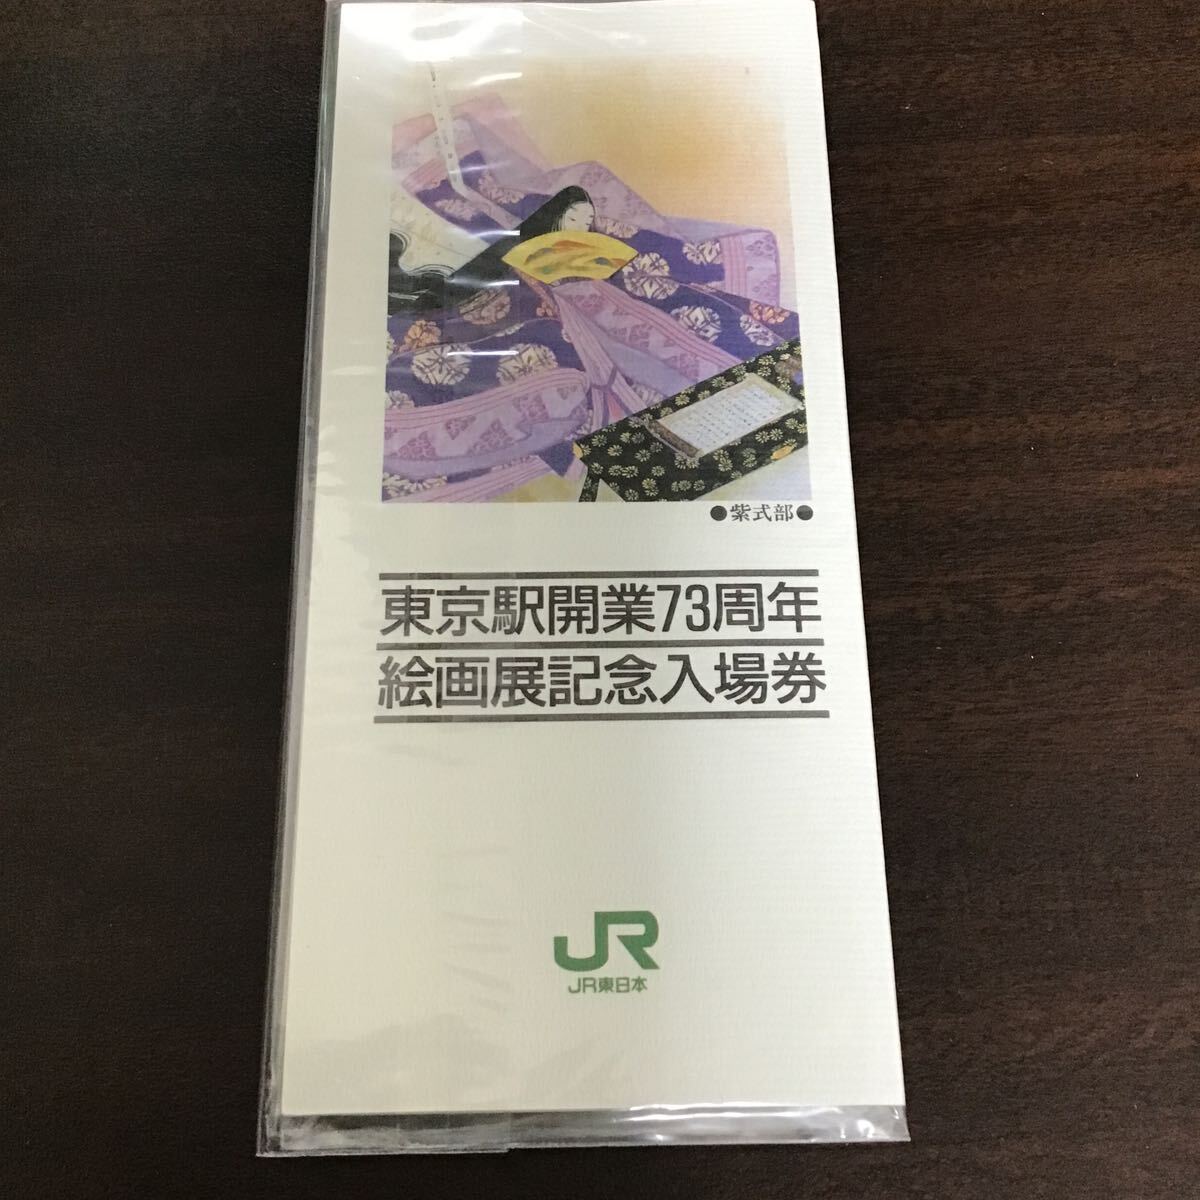 ●紫式部●
東京駅開業73周年
絵画展記念入場券
JR
JR東日本